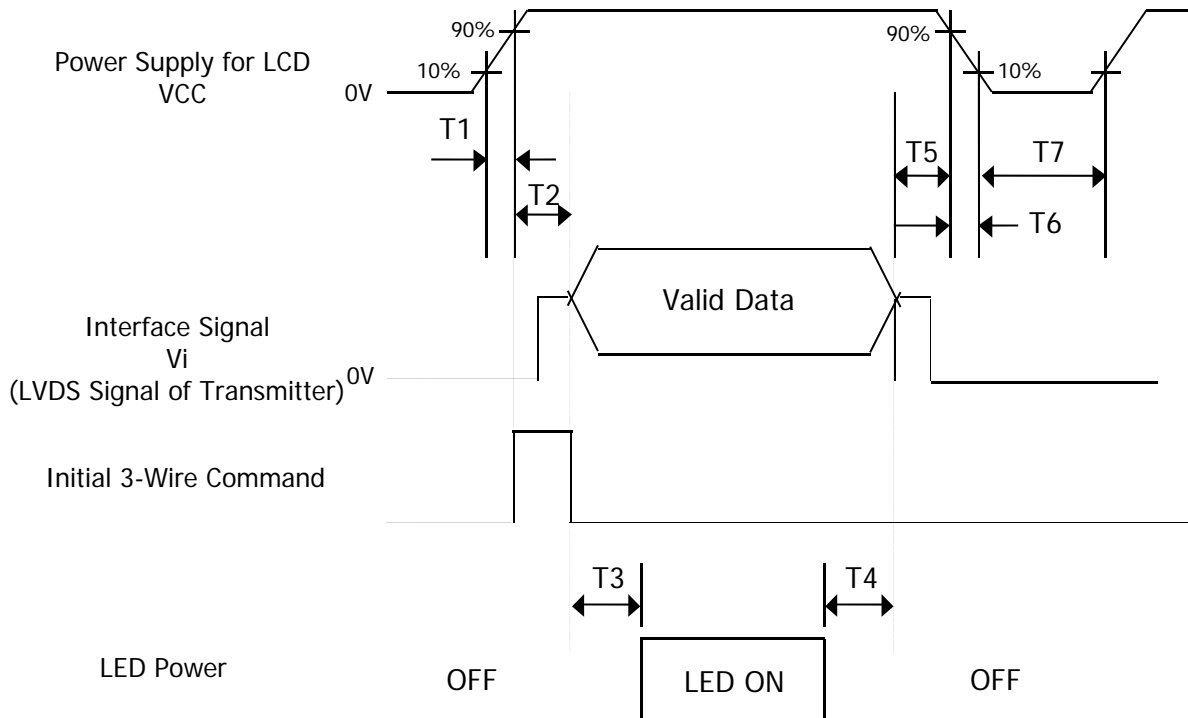 90%
90%
Power Supply for LCD
VCC
10%
10%
0V
T1
T5
T7
T2
T6
Valid Data
Interface Signal
Vi
(LVDS Signal of Transmitter)
0V
Initial 3-Wire Command
T3
T4
LED Power
OFF
LED ON
OFF